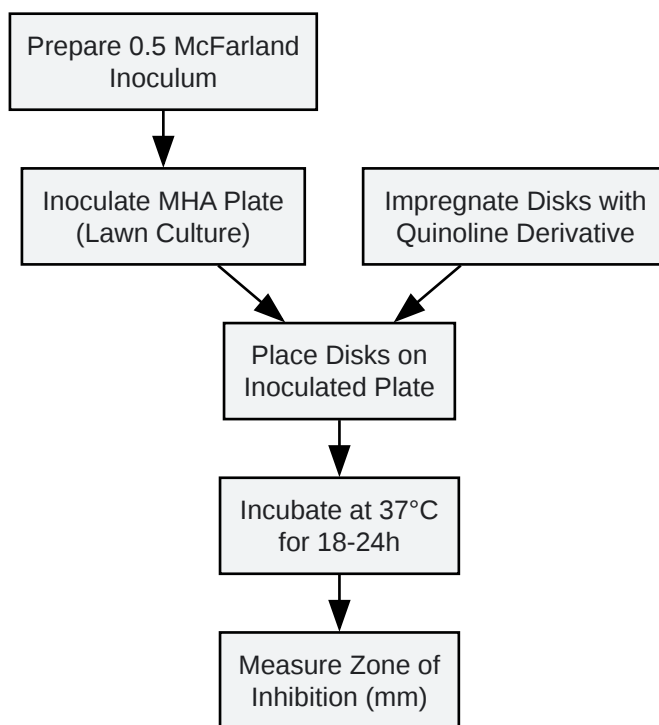 Prepare 0.5 McFarland
Inoculum
Inoculate MHA Plate
(Lawn Culture)
Impregnate Disks with
Quinoline Derivative
Place Disks on
Inoculated Plate
Incubate at 37°C
for 18-24h
Measure Zone of
Inhibition (mm)